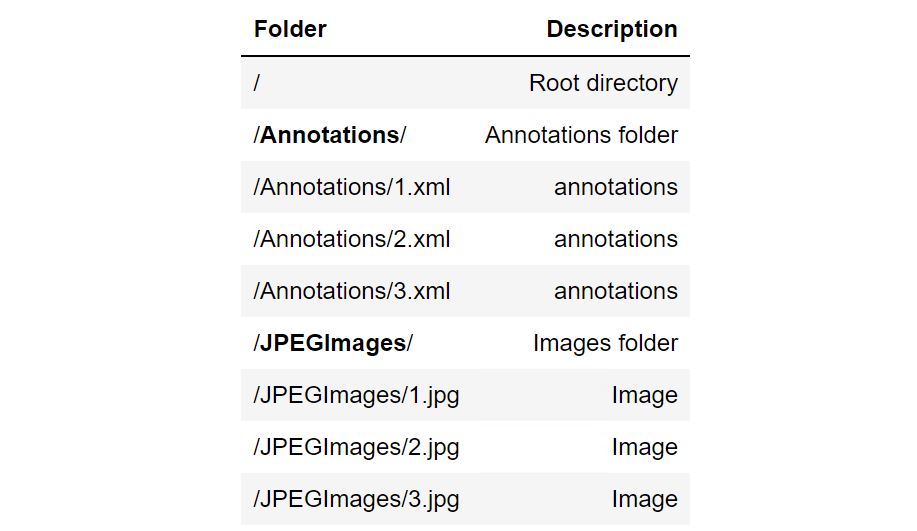 Folder Description
/ Root directory
/Annotations/ Annotations folder
/Annotations/1.xml annotations
/Annotations/2.xml annotations
/Annotations/3.xml annotations
/JPEGImages/ Images folder
/JPEGImages/1.jpg Image
/JPEGImages/2.jpg Image
/JPEGImages/3.jpg Image